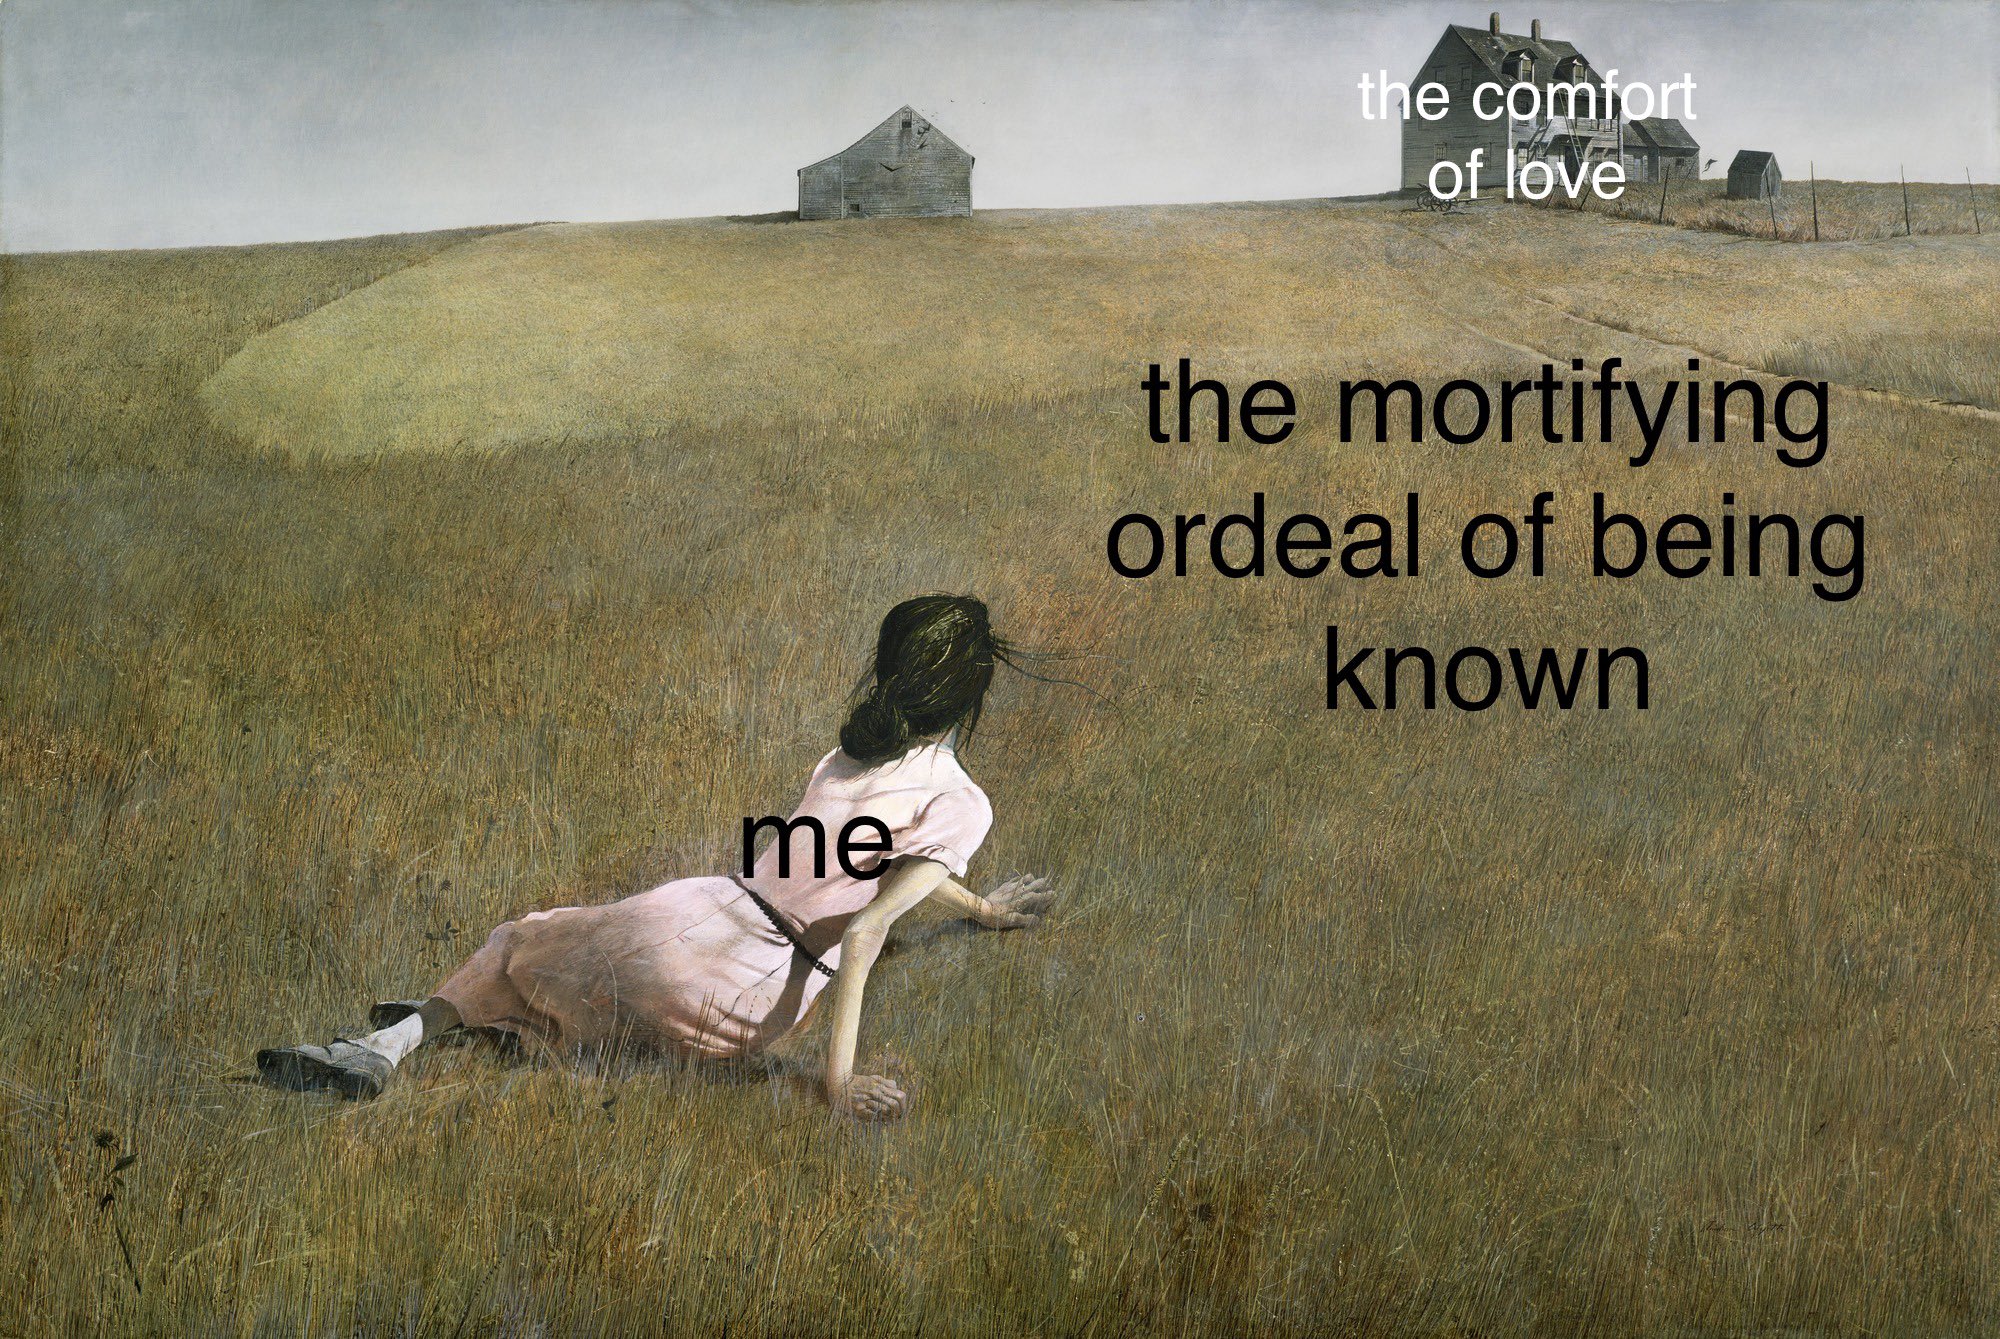 the comfort
of love
the mortifying
ordeal of being
known
me